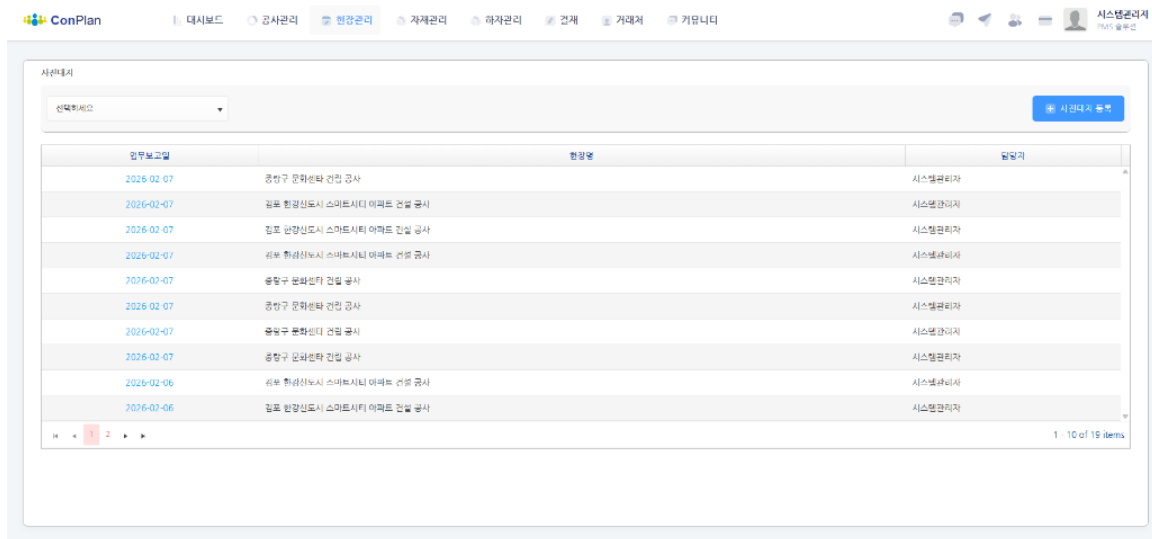 ConPlan 대시보드 공사관리 현장관리 자재관리 하자관리 결재 거래처 커뮤니티 시스템관리자
PMS 솔루션
사진대지
선택하세요 사진대지 등록
업무보고일 현장명 담당자
2026-02-07 중랑구 문화센타 건립 공사 시스템관리자
2026-02-07 김포 한강신도시 스마트시티 아파트 건설 공사 시스템관리자
2026-02-07 김포 한강신도시 스마트시티 아파트 건설 공사 시스템관리자
2026-02-07 김포 한강신도시 스마트시티 아파트 건설 공사 시스템관리자
2026-02-07 중랑구 문화센타 건립 공사 시스템관리자
2026-02-07 중랑구 문화센타 건립 공사 시스템관리자
2026-02-07 중랑구 문화센타 건립 공사 시스템관리자
2026-02-07 중랑구 문화센타 건립 공사 시스템관리자
2026-02-06 김포 한강신도시 스마트시티 아파트 건설 공사 시스템관리자
2026-02-06 김포 한강신도시 스마트시티 아파트 건설 공사 시스템관리자
1 2 1 - 10 of 19 items